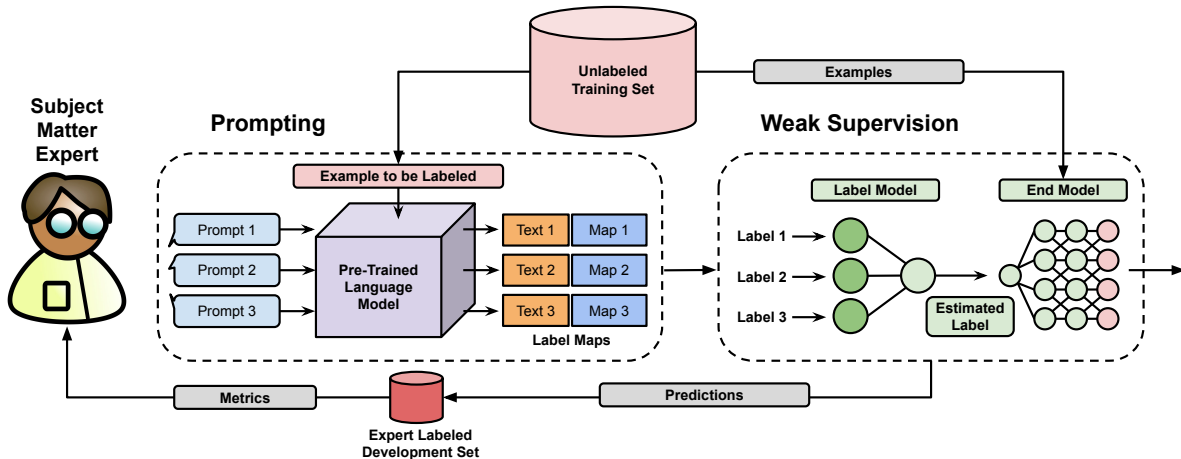 Unlabeled
Training Set
Examples
Subject
Matter
Expert
Prompting
Weak Supervision
Example to be Labeled
Label Model
End Model
Prompt 1
Prompt 2
Prompt 3
Pre-Trained
Language
Model
Text 1
Map 1
Text 2
Map 2
Text 3
Map 3
Label Maps
Label 1
Label 2
Label 3
Estimated
Label
Metrics
Predictions
Expert Labeled
Development Set